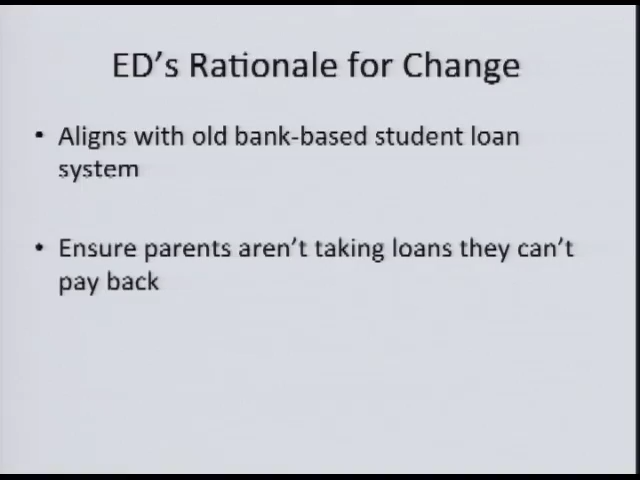 ED’s Rationale for Change
• Aligns with old bank-based student loan
system
• Ensure parents aren’t taking loans they can’t
pay back